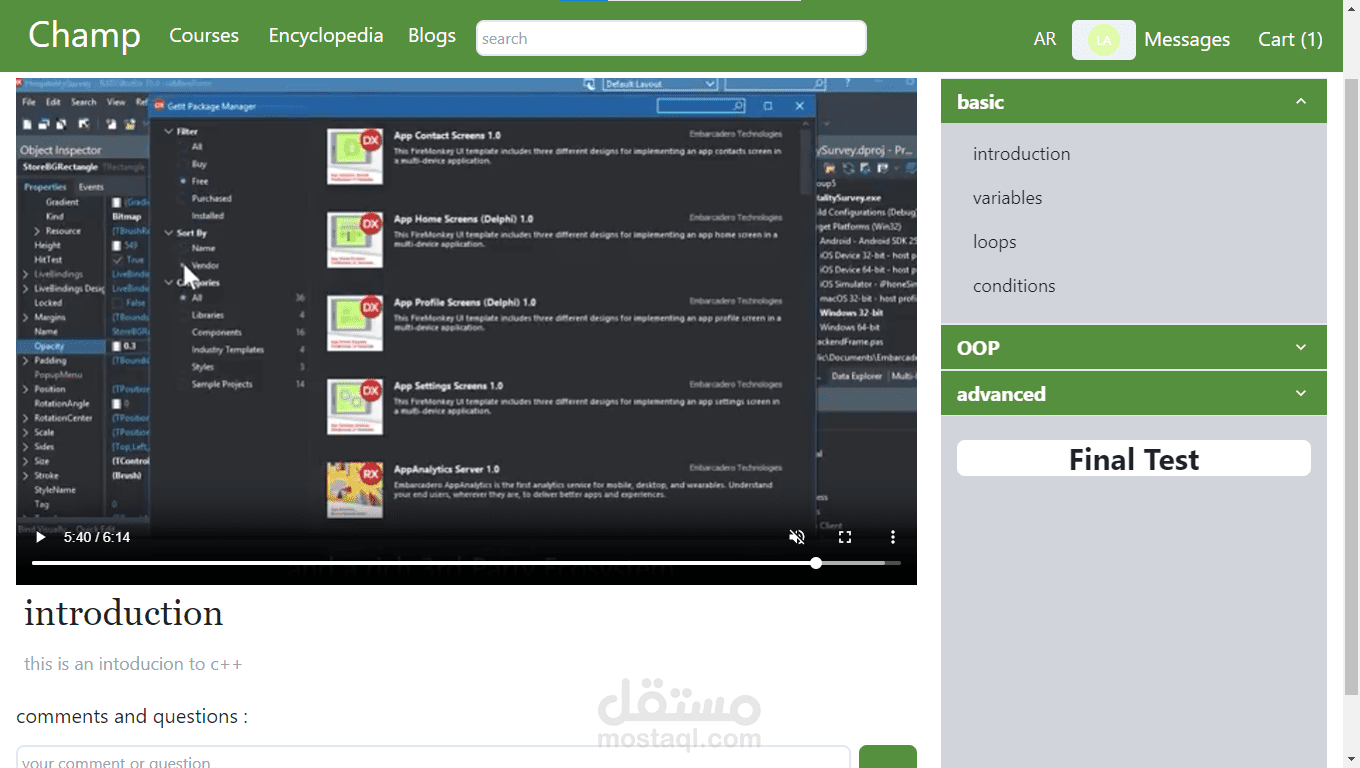 Champ
Courses
Encyclopedia
Blogs
search
AR
LA
Messages
Cart (1)
Default Layout
File Edit Search View Ref
GetIt Package Manager
Object Inspector
StoreBGRectangle TRectangle
Properties Events
Gradient
Kind Bitmap
Resource
Height 549
HitTest True
LiveBindings
LiveBindings Desig
Locked False
Margins
Name
Opacity 0.3
Padding
PopupMenu
Position
RotationAngle 0
RotationCenter
Scale
Sides
Size
Stroke (Brush)
StyleName
Tag 0
Filter
All
Buy
Free
Purchased
Installed
Sort By
Name
Vendor
Categories
All 36
Libraries 4
Components 16
Industry Templates 4
Styles 3
Sample Projects 14
App Contact Screens 1.0
Embarcadero Technologies
This FireMonkey UI template includes three different designs for implementing an app contacts screen in
a multi-device application.
App Home Screens (Delphi) 1.0
Embarcadero Technologies
This FireMonkey UI template includes three different designs for implementing an app home screen in a
multi-device application.
App Profile Screens (Delphi) 1.0
Embarcadero Technologies
This FireMonkey UI template includes three different designs for implementing an app profile screen in a
multi-device application.
App Settings Screens 1.0
Embarcadero Technologies
This FireMonkey UI template includes three different designs for implementing an app settings screen in
a multi-device application.
AppAnalytics Server 1.0
Embarcadero Technologies
Embarcadero AppAnalytics is the first analytics service for mobile, desktop, and wearables. Understand
your end users, wherever they are, to deliver better apps and experiences.
DX
DX
DX
DX
RX
ySurvey.dproj - Pr...
talitySurvey.exe
ld Configurations (Debug)
get Platforms (Win32)
Android - Android SDK 25
iOS Device 32-bit - host p
iOS Device 64-bit - host p
iOS Simulator - iPhoneSim
macOS 32-bit - host profi
Windows 32-bit
Windows 64-bit
ackendFrame.pas
lic\Documents\Embarcade
Data Explorer Multi-
5:40 / 6:14
introduction
this is an intoducion to c++
comments and questions :
your comment or question
basic
introduction
variables
loops
conditions
OOP
advanced
Final Test
مستقل
mostaql.com